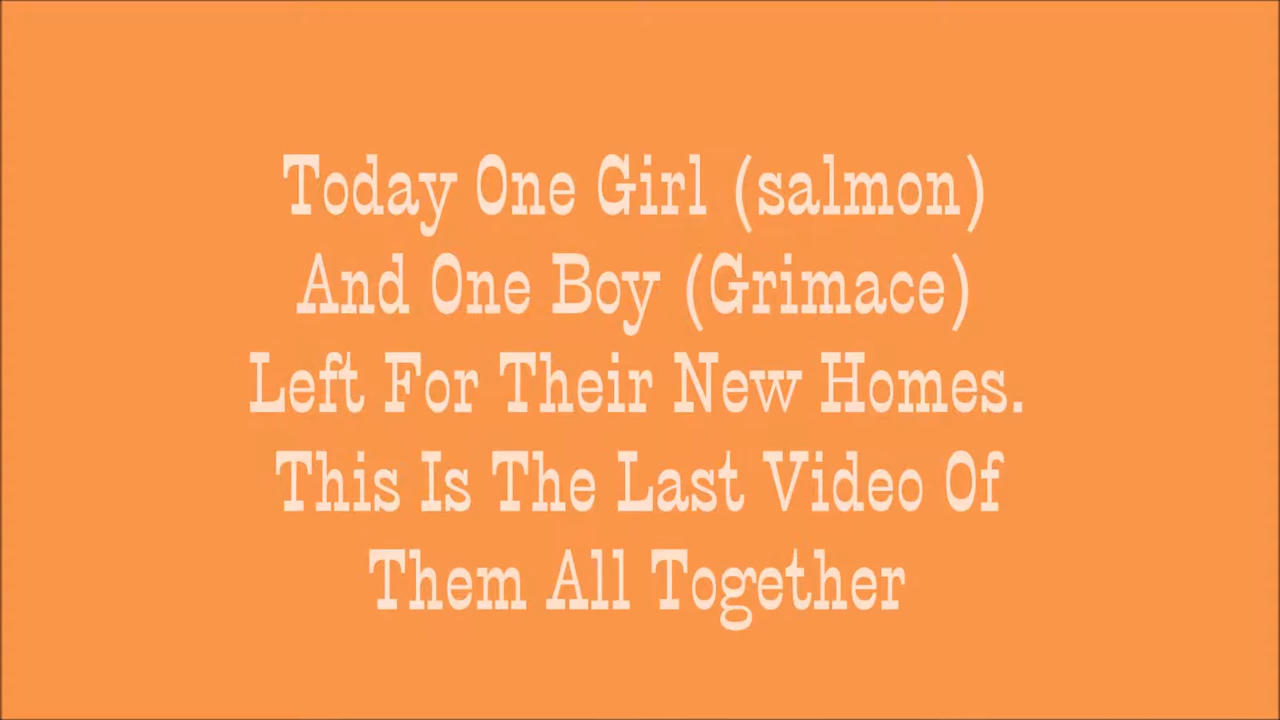 Today One Girl (salmon)
And One Boy (Grimace)
Left For Their New Homes.
This Is The Last Video Of
Them All Together